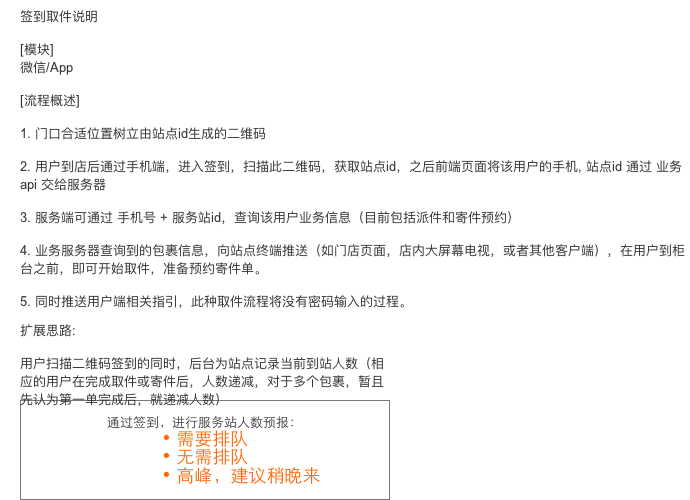 签到取件说明
[模块]
微信/App
[流程概述]
1. 门口合适位置树立由站点id生成的二维码
2. 用户到店后通过手机端，进入签到，扫描此二维码，获取站点id，之后前端页面将该用户的手机, 站点id 通过 业务
api 交给服务器
3. 服务端可通过 手机号 + 服务站id，查询该用户业务信息（目前包括派件和寄件预约）
4. 业务服务器查询到的包裹信息，向站点终端推送（如门店页面，店内大屏幕电视，或者其他客户端），在用户到柜
台之前，即可开始取件，准备预约寄件单。
5. 同时推送用户端相关指引，此种取件流程将没有密码输入的过程。
扩展思路:
用户扫描二维码签到的同时，后台为站点记录当前到站人数（相
应的用户在完成取件或寄件后，人数递减，对于多个包裹，暂且
先认为第一单完成后，就递减人数）
通过签到，进行服务站人数预报：
• 需要排队
• 无需排队
• 高峰，建议稍晚来